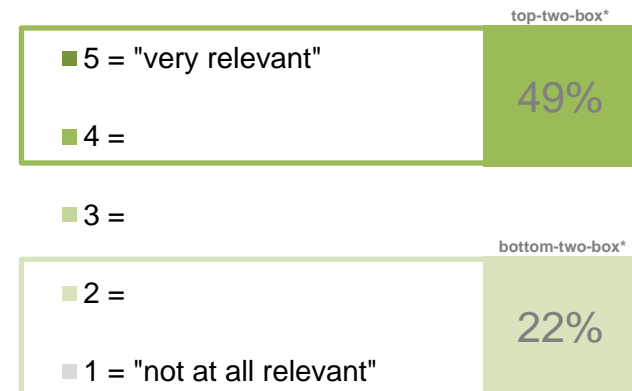 top-two-box*
5 = "very relevant"
49%
4 =
3 =
bottom-two-box*
2 =
22%
1 = "not at all relevant"